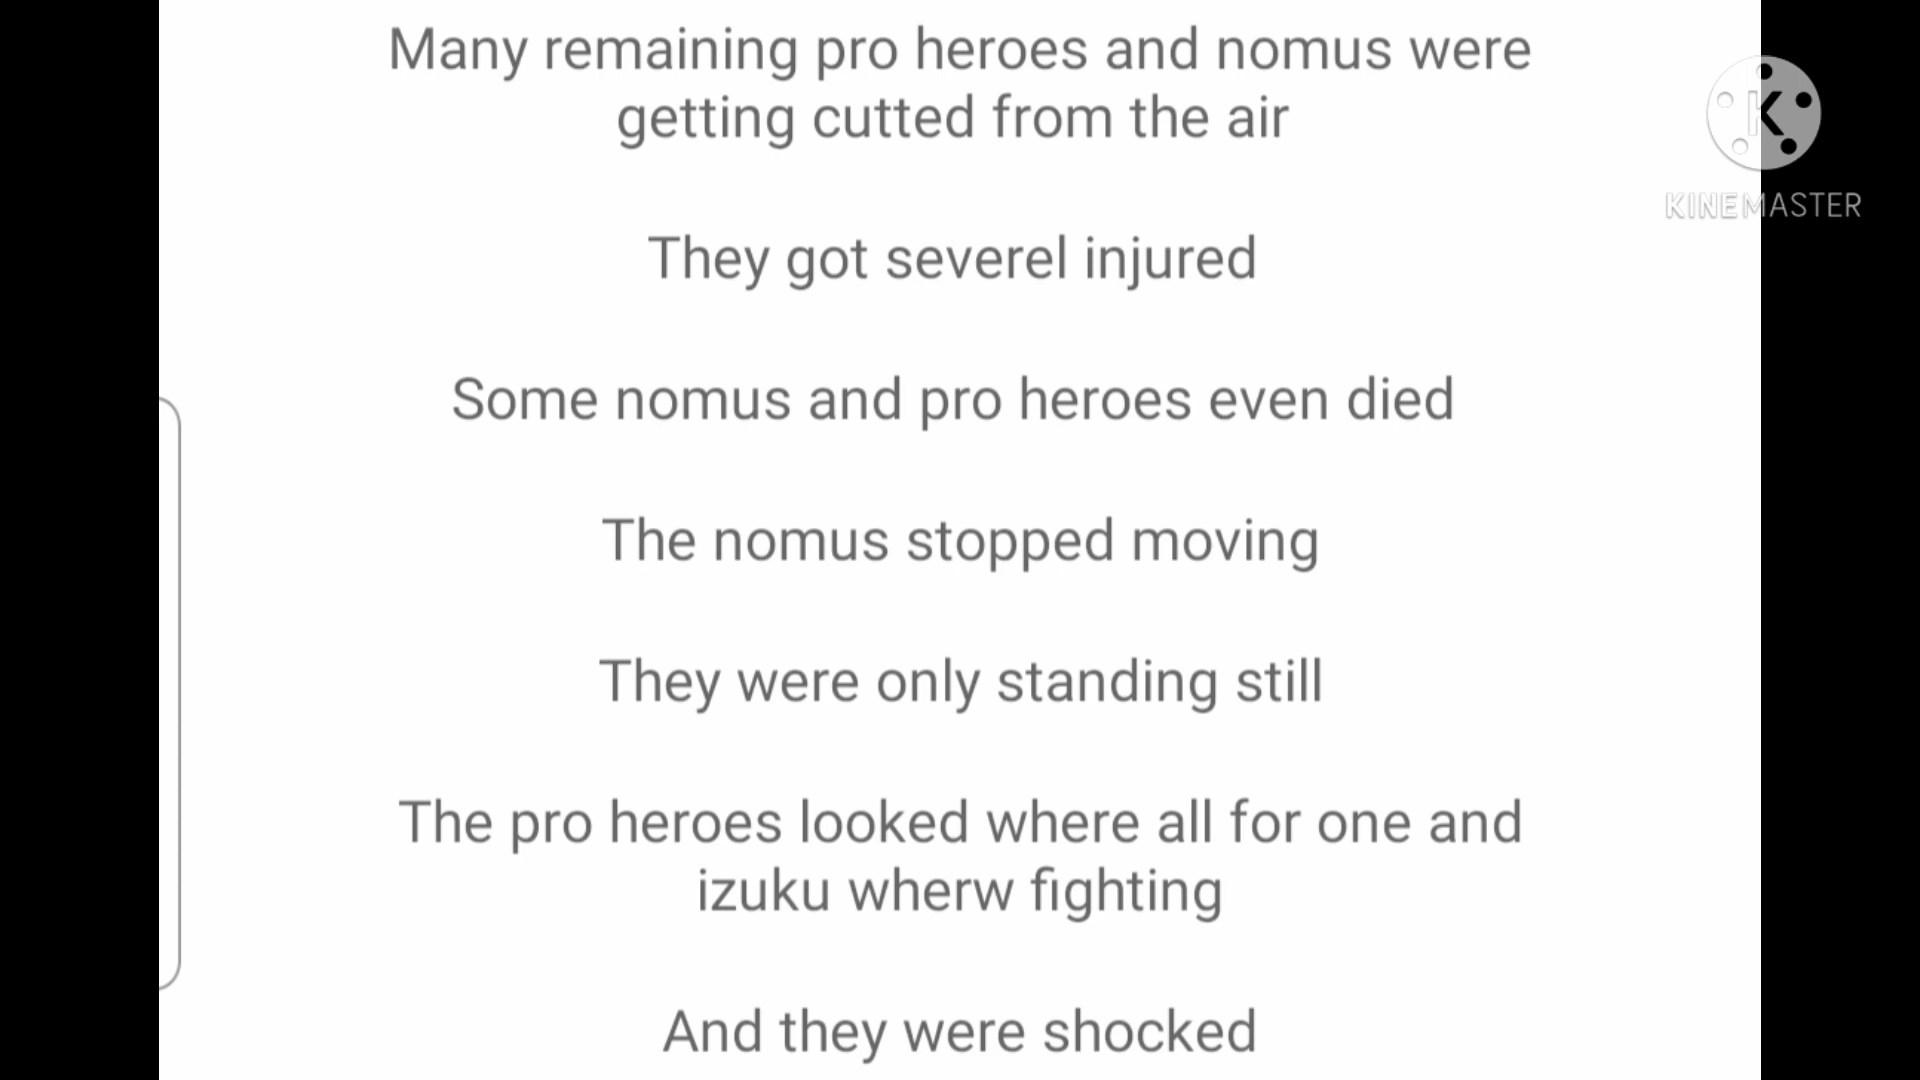 Many remaining pro heroes and nomus were
getting cutted from the air
They got severel injured
Some nomus and pro heroes even died
The nomus stopped moving
They were only standing still
The pro heroes looked where all for one and
izuku wherw fighting
And they were shocked
K
KINEMASTER